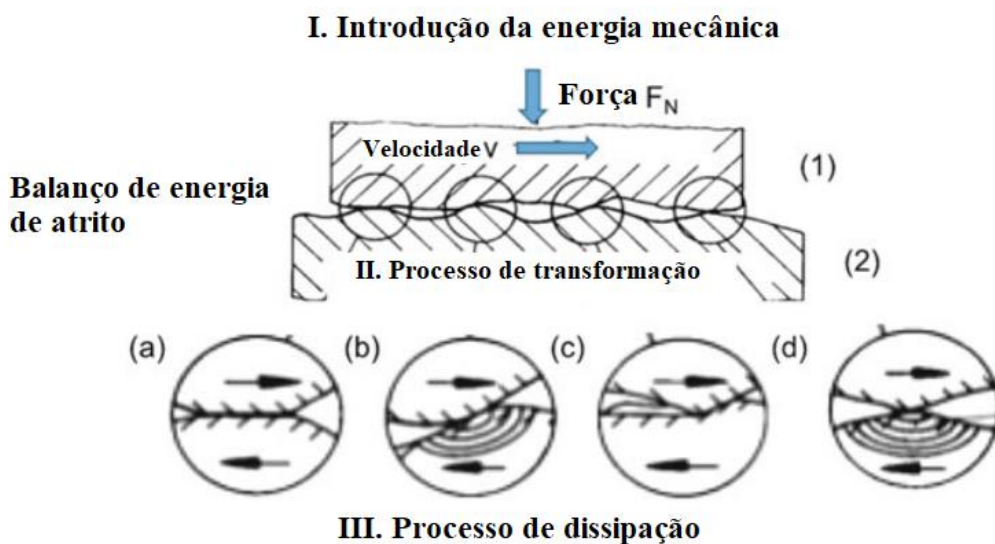 I. Introdução da energia mecânica
Força F_N
Velocidade v
(1)
Balanço de energia
de atrito
II. Processo de transformação
(2)
(a) (b) (c) (d)
III. Processo de dissipação